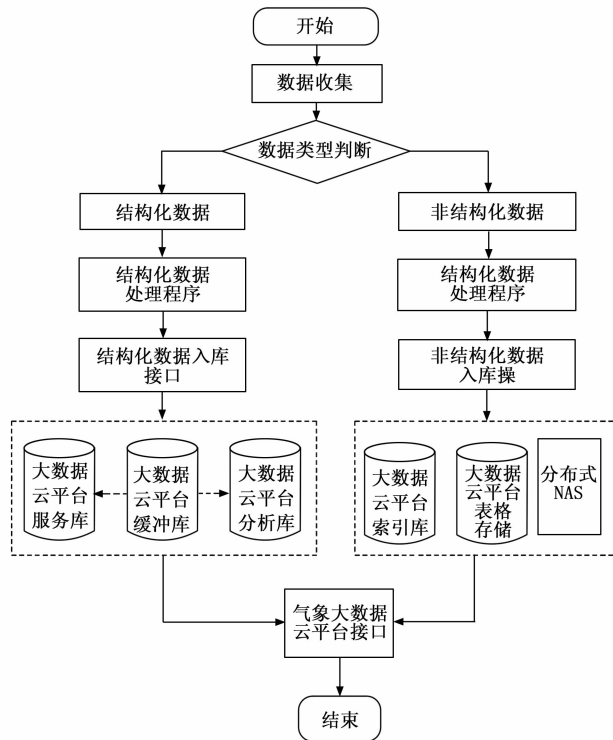 开始
数据收集
数据类型判断
结构化数据
非结构化数据
结构化数据
处理程序
结构化数据
处理程序
结构化数据入库
接口
非结构化数据
入库操
大数据
云平台
服务库
大数据
云平台
缓冲库
大数据
云平台
分析库
大数据
云平台
索引库
大数据
云平台
表格
存储
分布式
NAS
气象大数据
云平台接口
结束